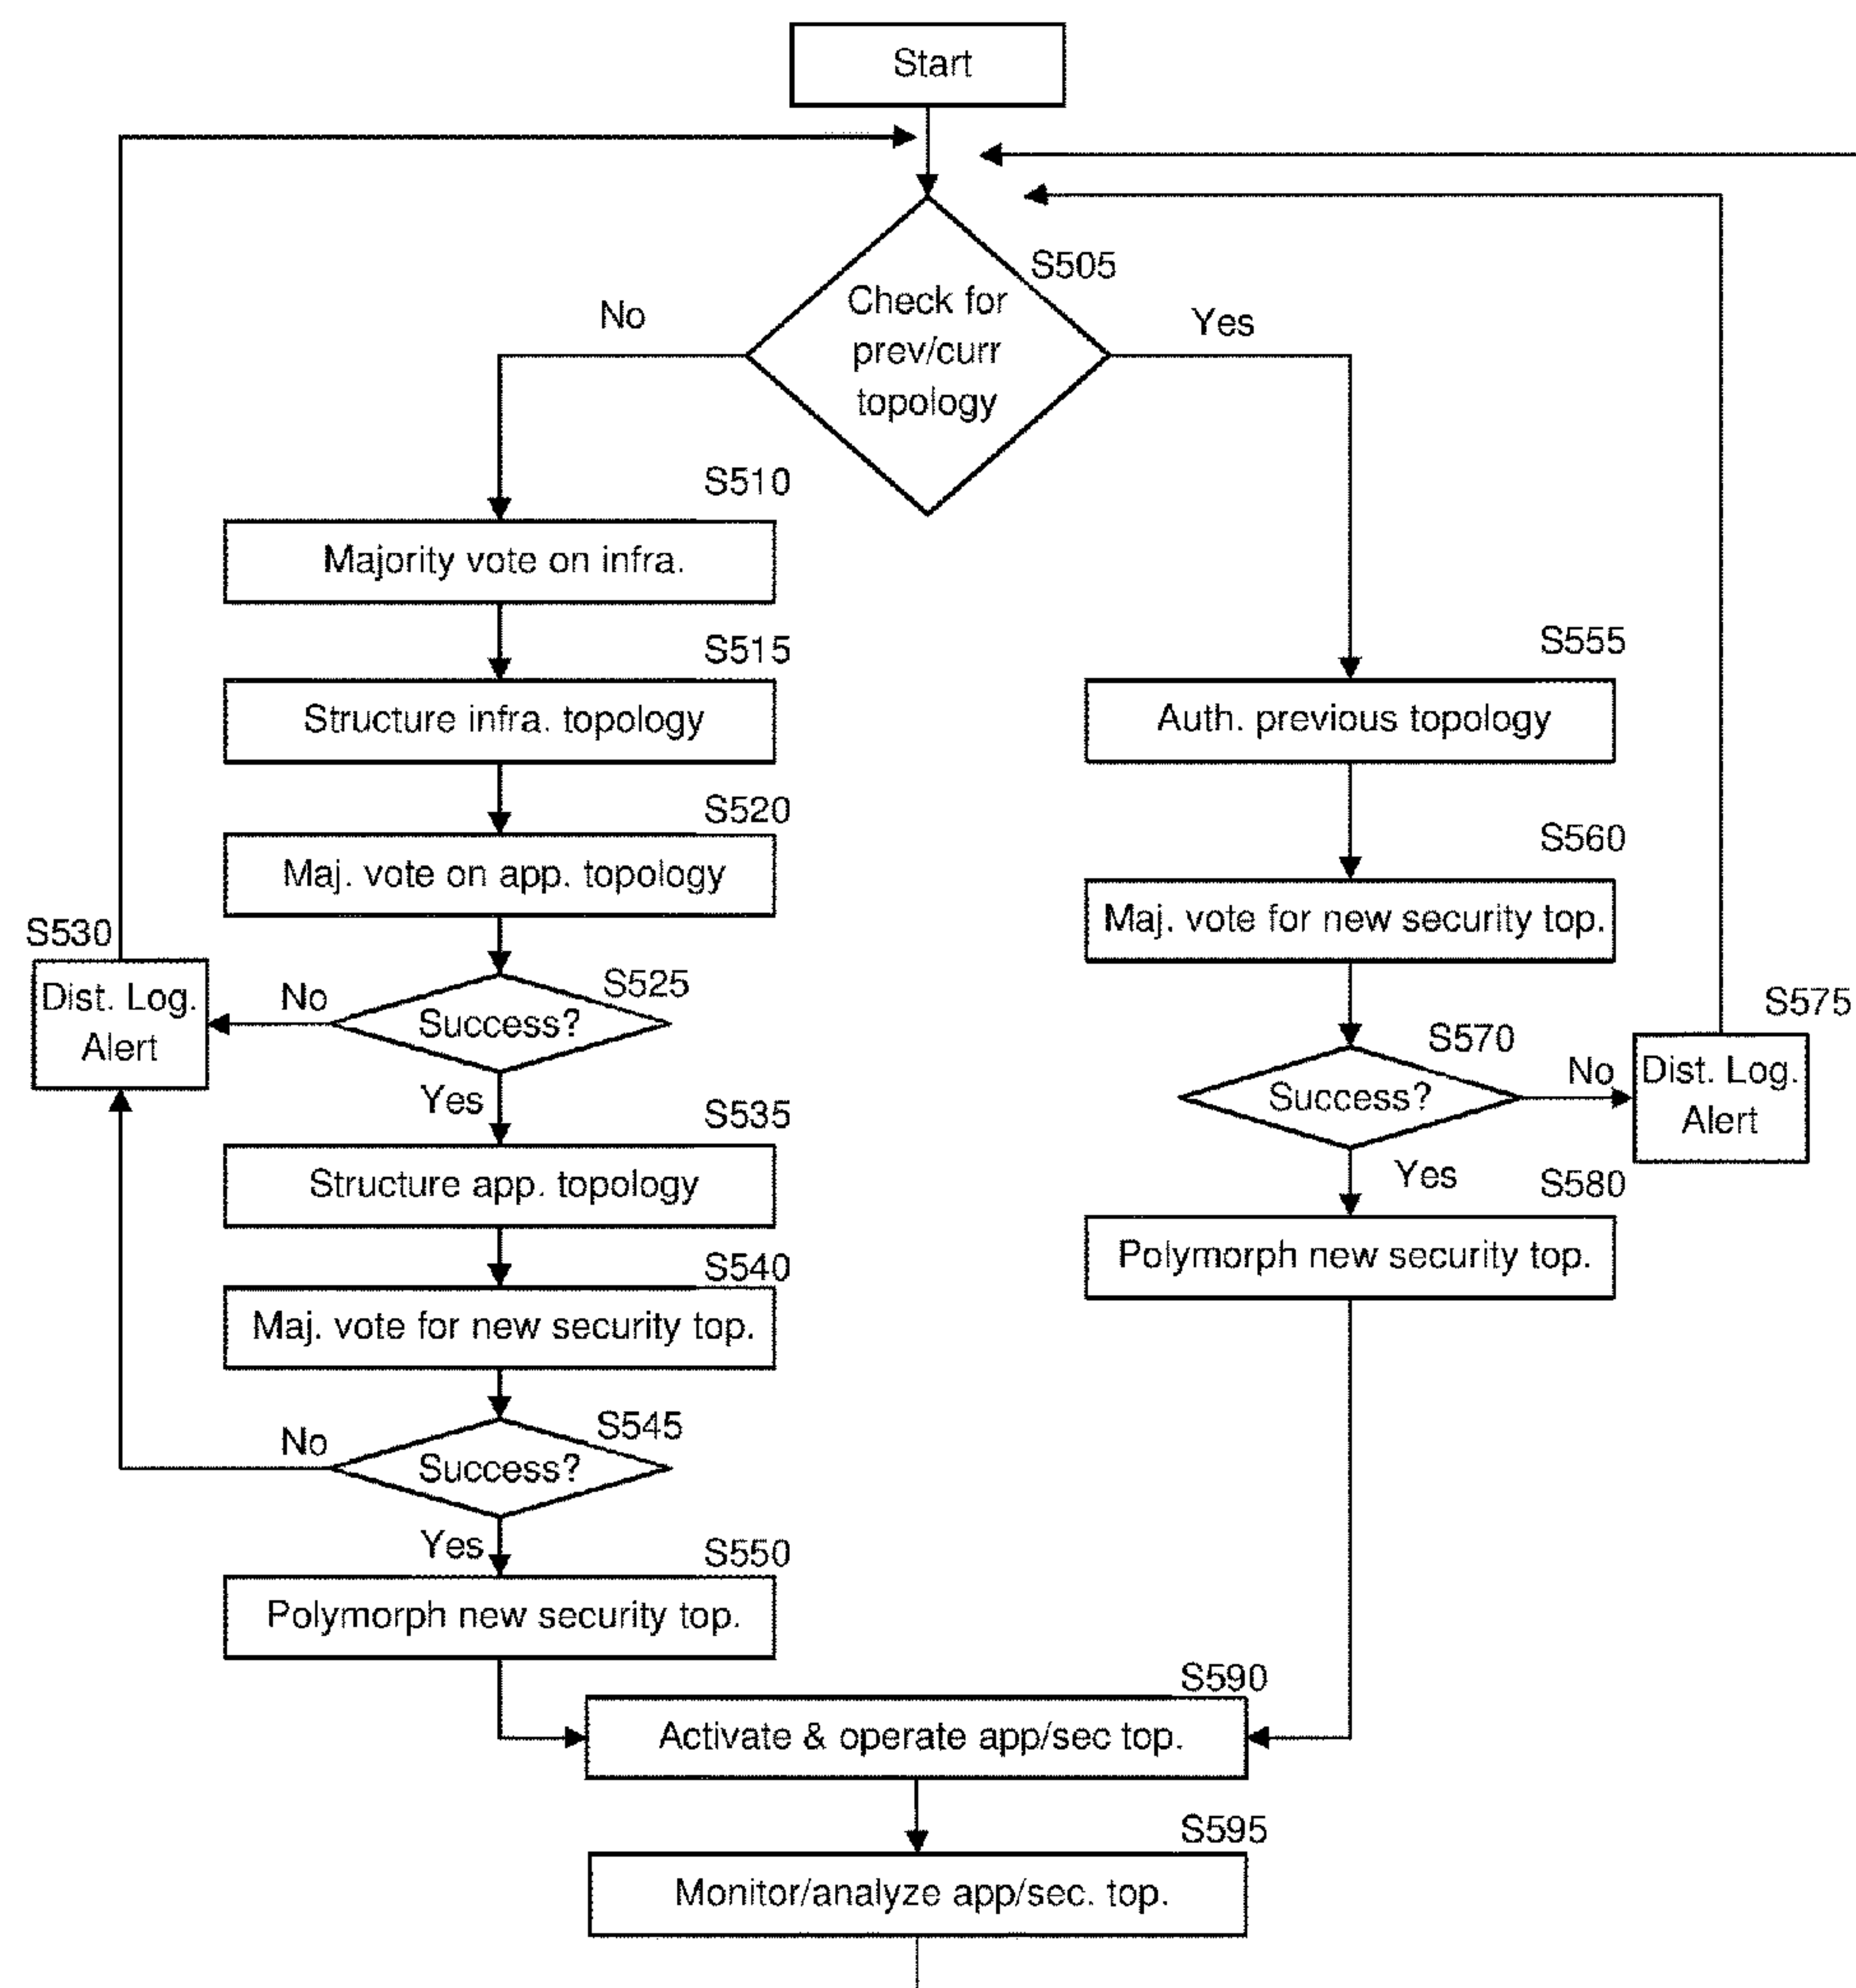 Start
S505
Check for
prev/curr
topology
No
Yes
S510
Majority vote on infra.
S515
Structure infra. topology
S520
Maj. vote on app. topology
S525
Success?
No
S530
Dist. Log.
Alert
Yes
S535
Structure app. topology
S540
Maj. vote for new security top.
S545
Success?
No
Yes
S550
Polymorph new security top.
S555
Auth. previous topology
S560
Maj. vote for new security top.
S570
Success?
No
S575
Dist. Log.
Alert
Yes
S580
Polymorph new security top.
S590
Activate & operate app/sec top.
S595
Monitor/analyze app/sec. top.